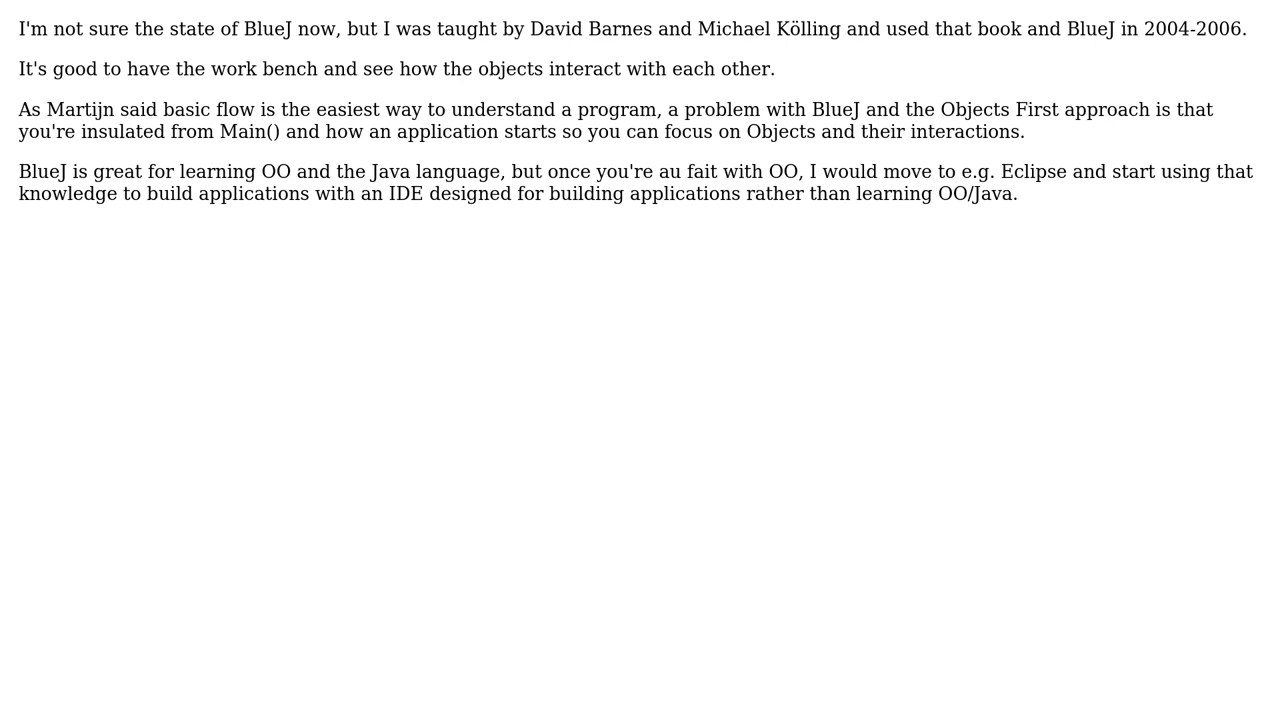 I'm not sure the state of BlueJ now, but I was taught by David Barnes and Michael Kölling and used that book and BlueJ in 2004-2006.
It's good to have the work bench and see how the objects interact with each other.
As Martijn said basic flow is the easiest way to understand a program, a problem with BlueJ and the Objects First approach is that
you're insulated from Main() and how an application starts so you can focus on Objects and their interactions.
BlueJ is great for learning OO and the Java language, but once you're au fait with OO, I would move to e.g. Eclipse and start using that
knowledge to build applications with an IDE designed for building applications rather than learning OO/Java.